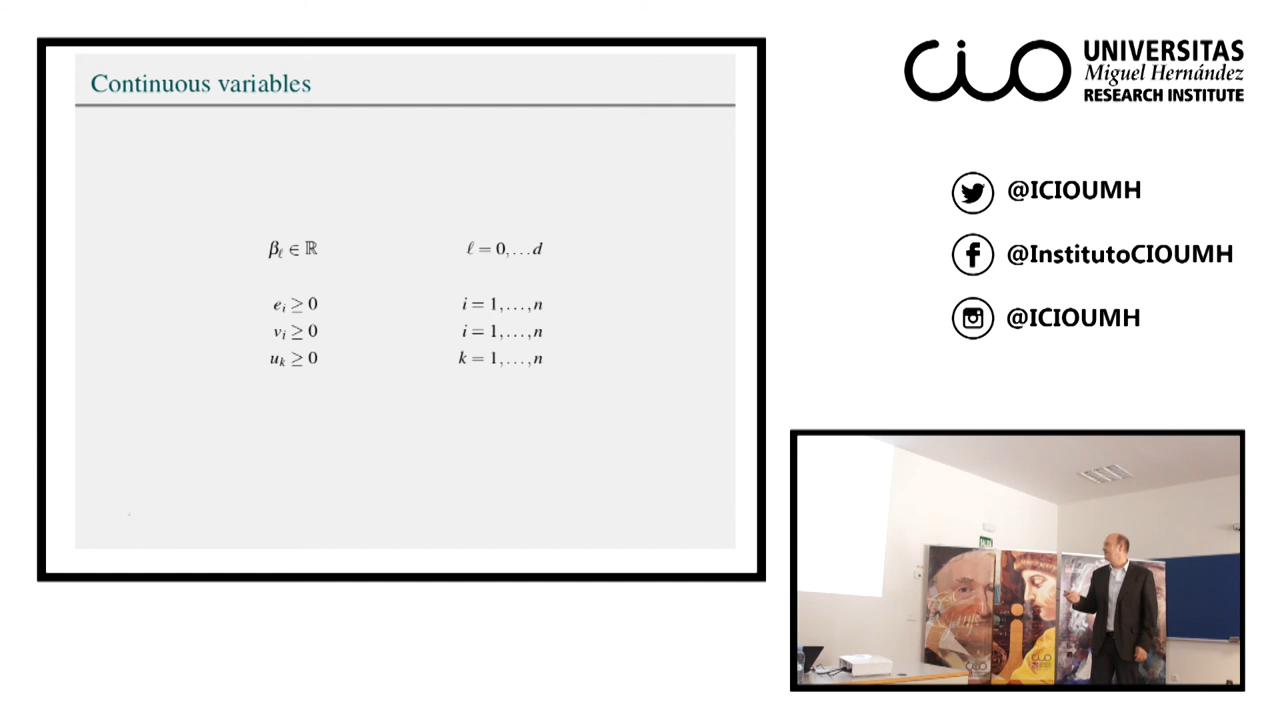 Continuous variables
βℓ ∈ ℝ ℓ = 0,...d
eᵢ ≥ 0 i = 1,...,n
vᵢ ≥ 0 i = 1,...,n
uₖ ≥ 0 k = 1,...,n
cio
UNIVERSITAS
Miguel Hernández
RESEARCH INSTITUTE
@ICIOUMH
@InstitutoCIOUMH
@ICIOUMH